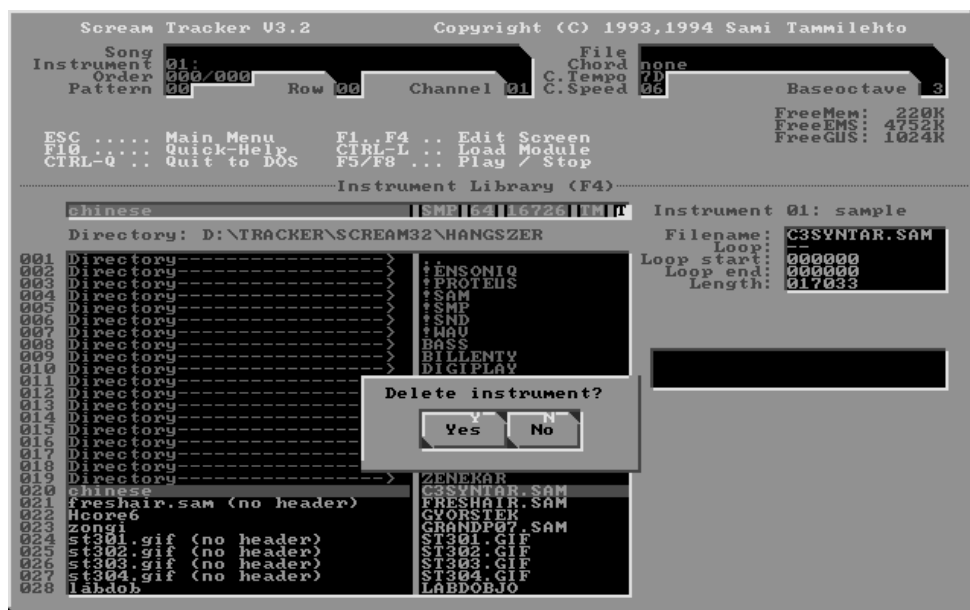 Scream Tracker V3.2 Copyright (C) 1993,1994 Sami Tammilehto
Song File
Instrument 01: Chord none
Order 000/000 C.Tempo 7D
Pattern 00 Row 00 Channel 01 C.Speed 06 Baseoctave 3
FreeMem: 220K
FreeEMS: 4752K
FreeGUS: 1024K
ESC ..... Main Menu F1..F4 .. Edit Screen
F10 ..... Quick-Help CTRL-L ... Load Module
CTRL-Q ... Quit to DOS F5/F8 .... Play / Stop
Instrument Library (F4)
chinese SMP 64 16726 TM T Instrument 01: sample
Directory: D:\TRACKER\SCREAM32\HANGSZER
Filename: C3SYNTAR.SAM
Loop: --
Loop start: 000000
Loop end: 000000
Length: 017033
001 Directory------------------------> ..
002 Directory------------------------> !ENSONIQ
003 Directory------------------------> !PROTEUS
004 Directory------------------------> !SAM
005 Directory------------------------> !SMP
006 Directory------------------------> !SND
007 Directory------------------------> !WAV
008 Directory------------------------> BASS
009 Directory------------------------> BILLENTY
010 Directory------------------------> DIGIPLAY
011 Directory------------------------
012 Directory------------------------
013 Directory------------------------
014 Directory------------------------
015 Directory------------------------
016 Directory------------------------
017 Directory------------------------
018 Directory------------------------
019 Directory------------------------> ZENEKAR
020 chinese C3SYNTAR.SAM
021 freshair.sam (no header) FRESHAIR.SAM
022 Hcore6 GYORSTEK
023 zongi GRANDP07.SAM
024 st301.gif (no header) ST301.GIF
025 st302.gif (no header) ST302.GIF
026 st303.gif (no header) ST303.GIF
027 st304.gif (no header) ST304.GIF
028 labdob LABDOBJO
Delete instrument?
Y N
Yes No